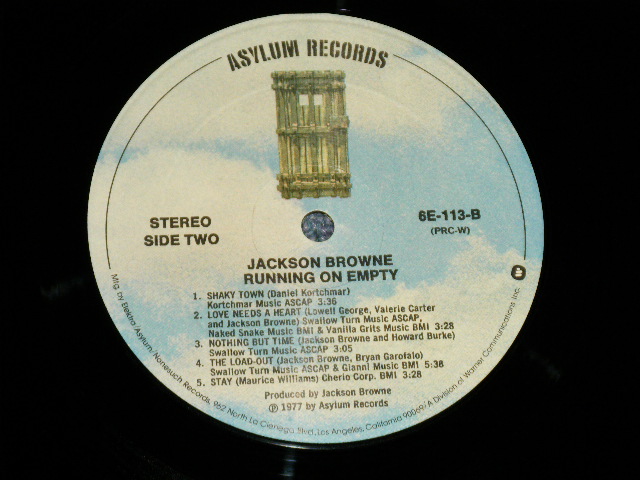 ASYLUM RECORDS
STEREO
SIDE TWO
6E-113-B
(PRC-W)
JACKSON BROWNE
RUNNING ON EMPTY
1. SHAKY TOWN (Daniel Kortchmar)
Kortchmar Music ASCAP 3:36
2. LOVE NEEDS A HEART (Lowell George, Valerie Carter
and Jackson Browne) Swallow Turn Music ASCAP,
Naked Snake Music BMI & Vanilla Grits Music BMI 3:28
3. NOTHING BUT TIME (Jackson Browne and Howard Burke)
Swallow Turn Music ASCAP 3:05
4. THE LOAD-OUT (Jackson Browne, Bryan Garofalo)
Swallow Turn Music ASCAP & Gianni Music BMI 5:38
5. STAY (Maurice Williams) Cherio Corp. BMI 3:28
Produced by Jackson Browne
℗ 1977 by Asylum Records
Mfg. by Elektra/Asylum/Nonesuch Records, 962 North La Cienega Blvd., Los Angeles, California 90069/A Division of Warner Communications Inc.